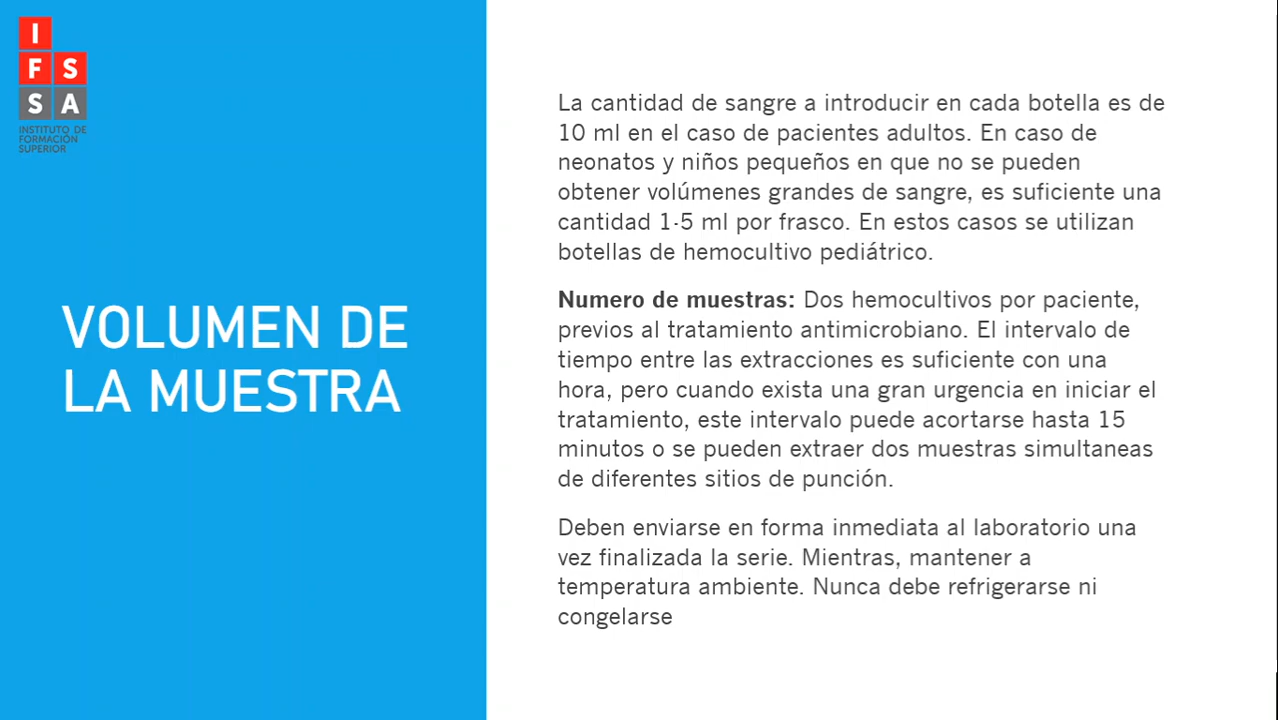 I
F S
S A
INSTITUTO DE
FORMACIÓN
SUPERIOR
VOLUMEN DE
LA MUESTRA
La cantidad de sangre a introducir en cada botella es de
10 ml en el caso de pacientes adultos. En caso de
neonatos y niños pequeños en que no se pueden
obtener volúmenes grandes de sangre, es suficiente una
cantidad 1-5 ml por frasco. En estos casos se utilizan
botellas de hemocultivo pediátrico.
Numero de muestras: Dos hemocultivos por paciente,
previos al tratamiento antimicrobiano. El intervalo de
tiempo entre las extracciones es suficiente con una
hora, pero cuando exista una gran urgencia en iniciar el
tratamiento, este intervalo puede acortarse hasta 15
minutos o se pueden extraer dos muestras simultaneas
de diferentes sitios de punción.
Deben enviarse en forma inmediata al laboratorio una
vez finalizada la serie. Mientras, mantener a
temperatura ambiente. Nunca debe refrigerarse ni
congelarse